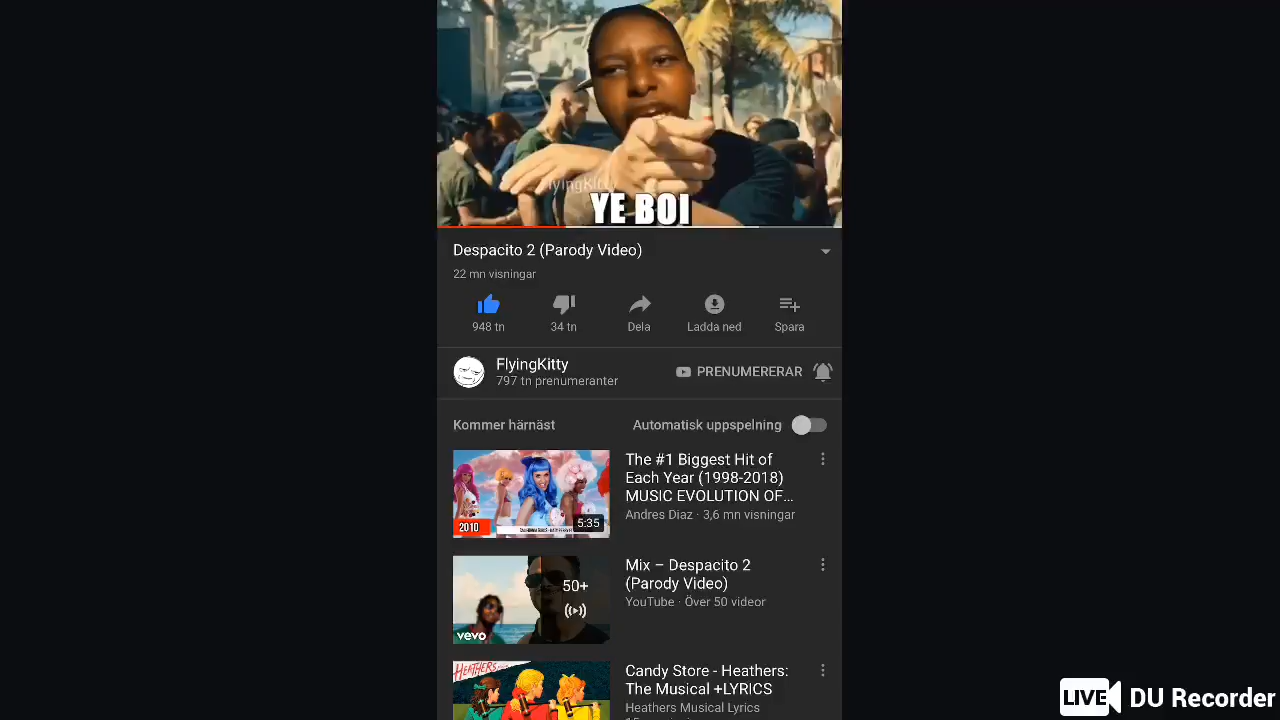 FlyingKitty
YE BOI
Despacito 2 (Parody Video)
22 mn visningar
948 tn
34 tn
Dela
Ladda ned
Spara
FlyingKitty
797 tn prenumeranter
PRENUMERERAR
Kommer härnäst
Automatisk uppspelning
The #1 Biggest Hit of
Each Year (1998-2018)
MUSIC EVOLUTION OF...
Andres Diaz · 3,6 mn visningar
2010
5:35
Mix – Despacito 2
(Parody Video)
YouTube · Över 50 videor
50+
vevo
Candy Store - Heathers:
The Musical +LYRICS
Heathers Musical Lyrics
HEATHERS
LIVE DU Recorder